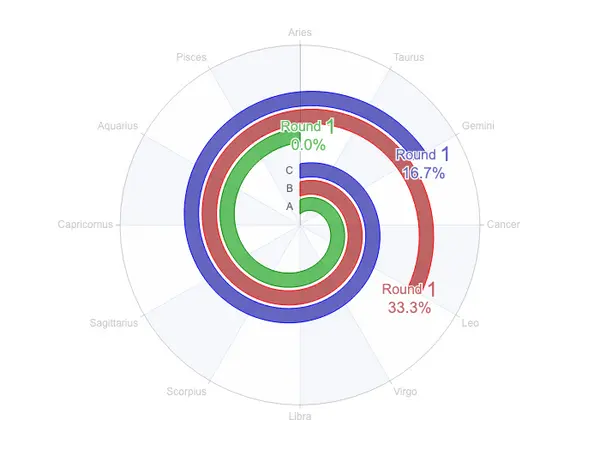 Aries
Pisces
Taurus
Aquarius
Gemini
Round 1
0.0%
Round 1
16.7%
C
B
A
Capricornus
Cancer
Round 1
33.3%
Sagittarius
Leo
Scorpius
Virgo
Libra